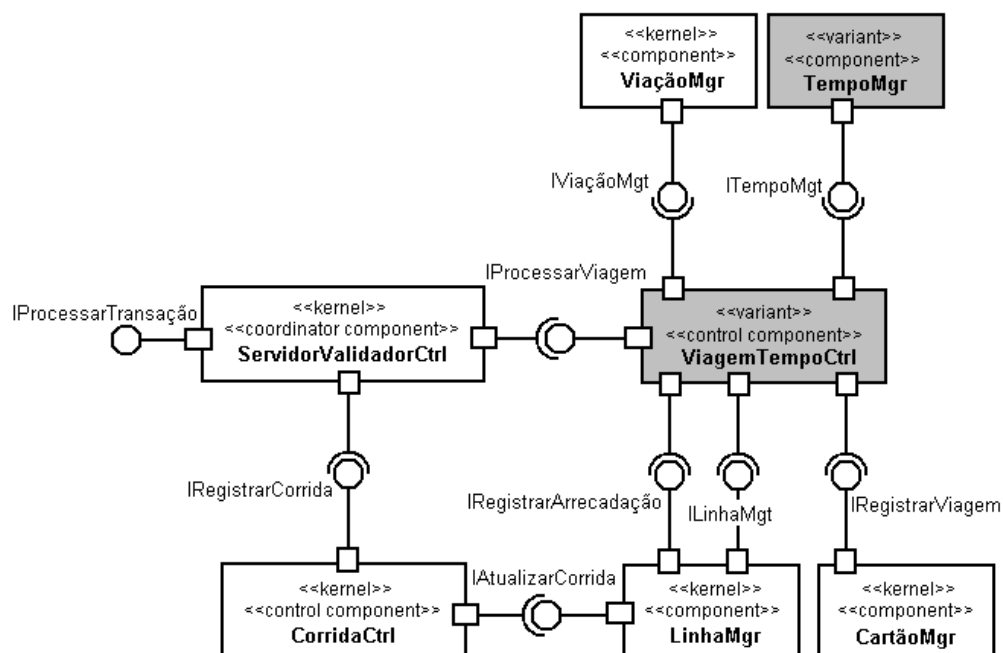 <<kernel>>
<<component>>
ViaçãoMgr
<<variant>>
<<component>>
TempoMgr
IViaçãoMgt
ITempoMgt
IProcessarViagem
IProcessarTransação
<<kernel>>
<<coordinator component>>
ServidorValidadorCtrl
<<variant>>
<<control component>>
ViagemTempoCtrl
IRegistrarCorrida
IRegistrarArrecadação
ILinhaMgt
IRegistrarViagem
IAtualizarCorrida
<<kernel>>
<<control component>>
CorridaCtrl
<<kernel>>
<<component>>
LinhaMgr
<<kernel>>
<<component>>
CartãoMgr